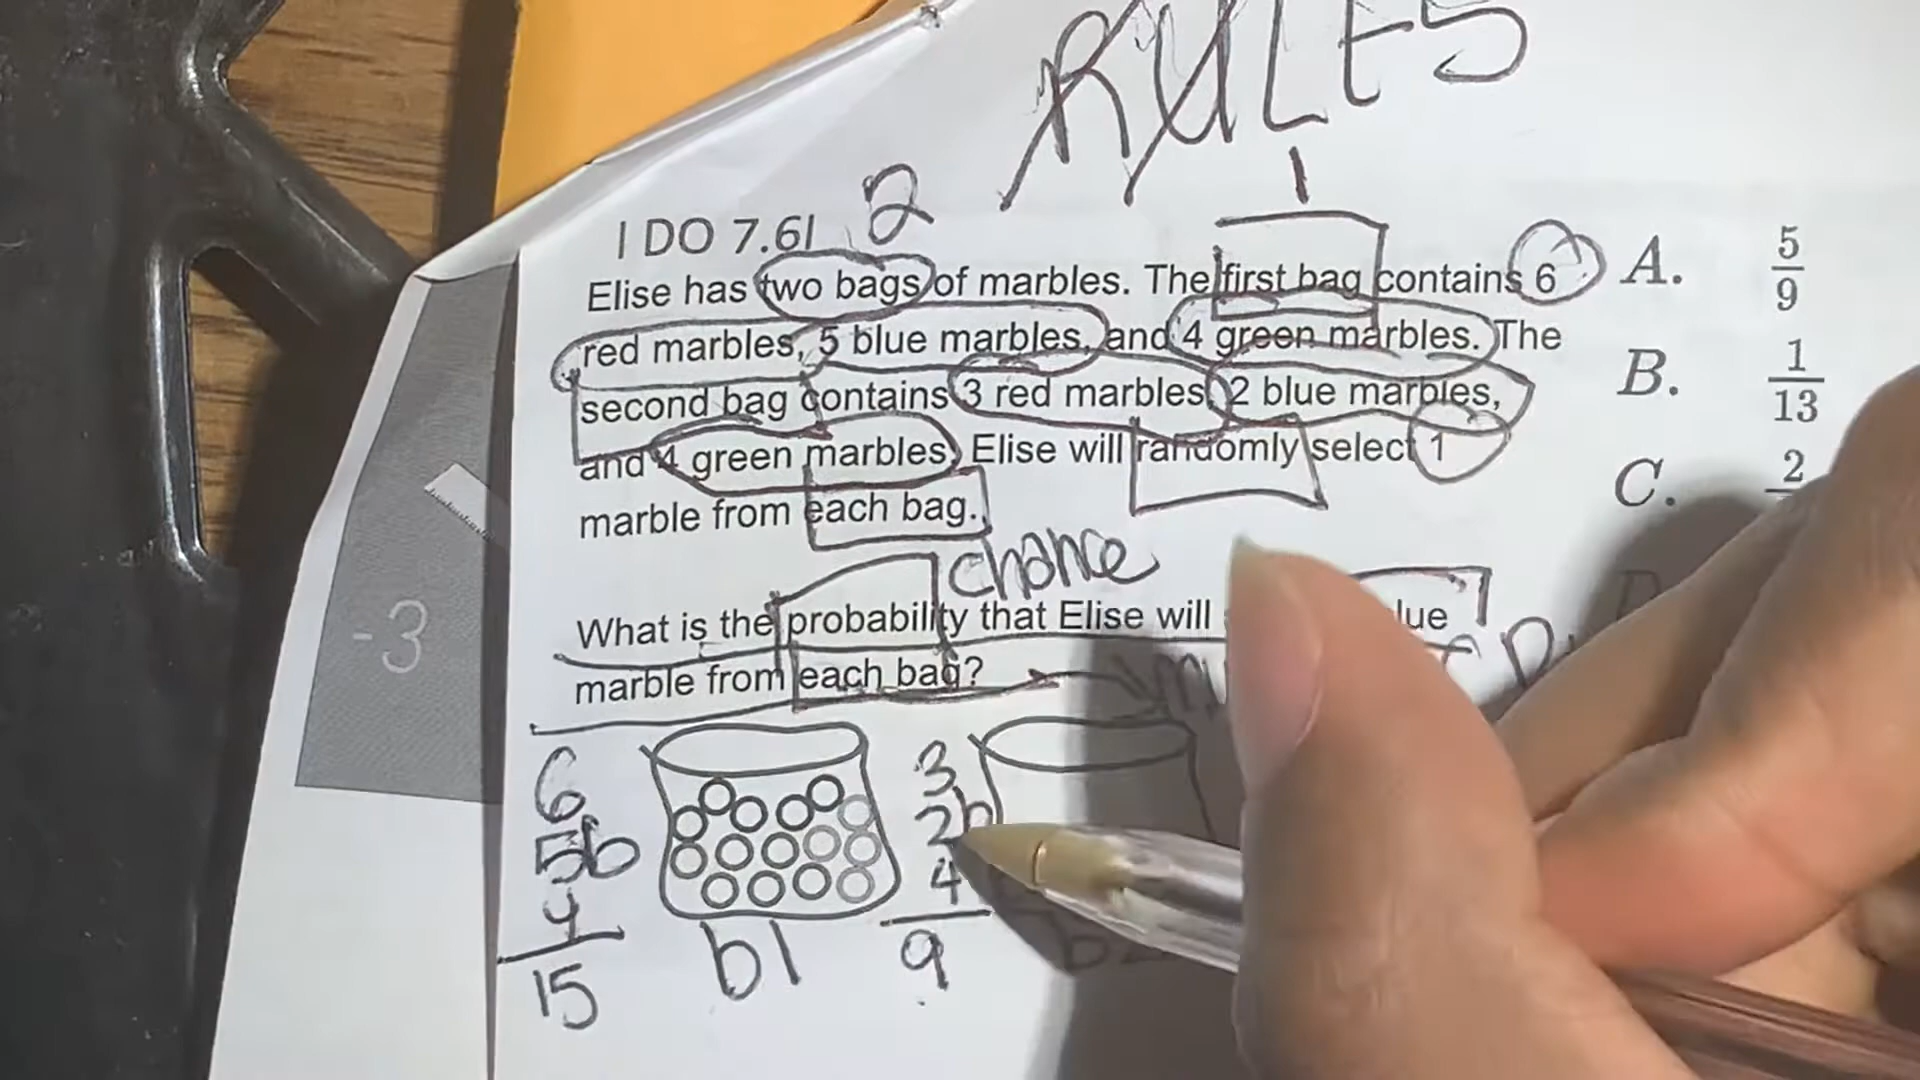 RULES
1
I DO 7.6I 2
Elise has two bags of marbles. The first bag contains 6
red marbles, 5 blue marbles, and 4 green marbles. The
second bag contains 3 red marbles, 2 blue marbles,
and 4 green marbles. Elise will randomly select 1
marble from each bag.
chance
What is the probability that Elise will
marble from each bag?
A. 5/9
B. 1/13
C. 2
D.
-3
6
5b
4
15
b1
3
2b
4
9
b2